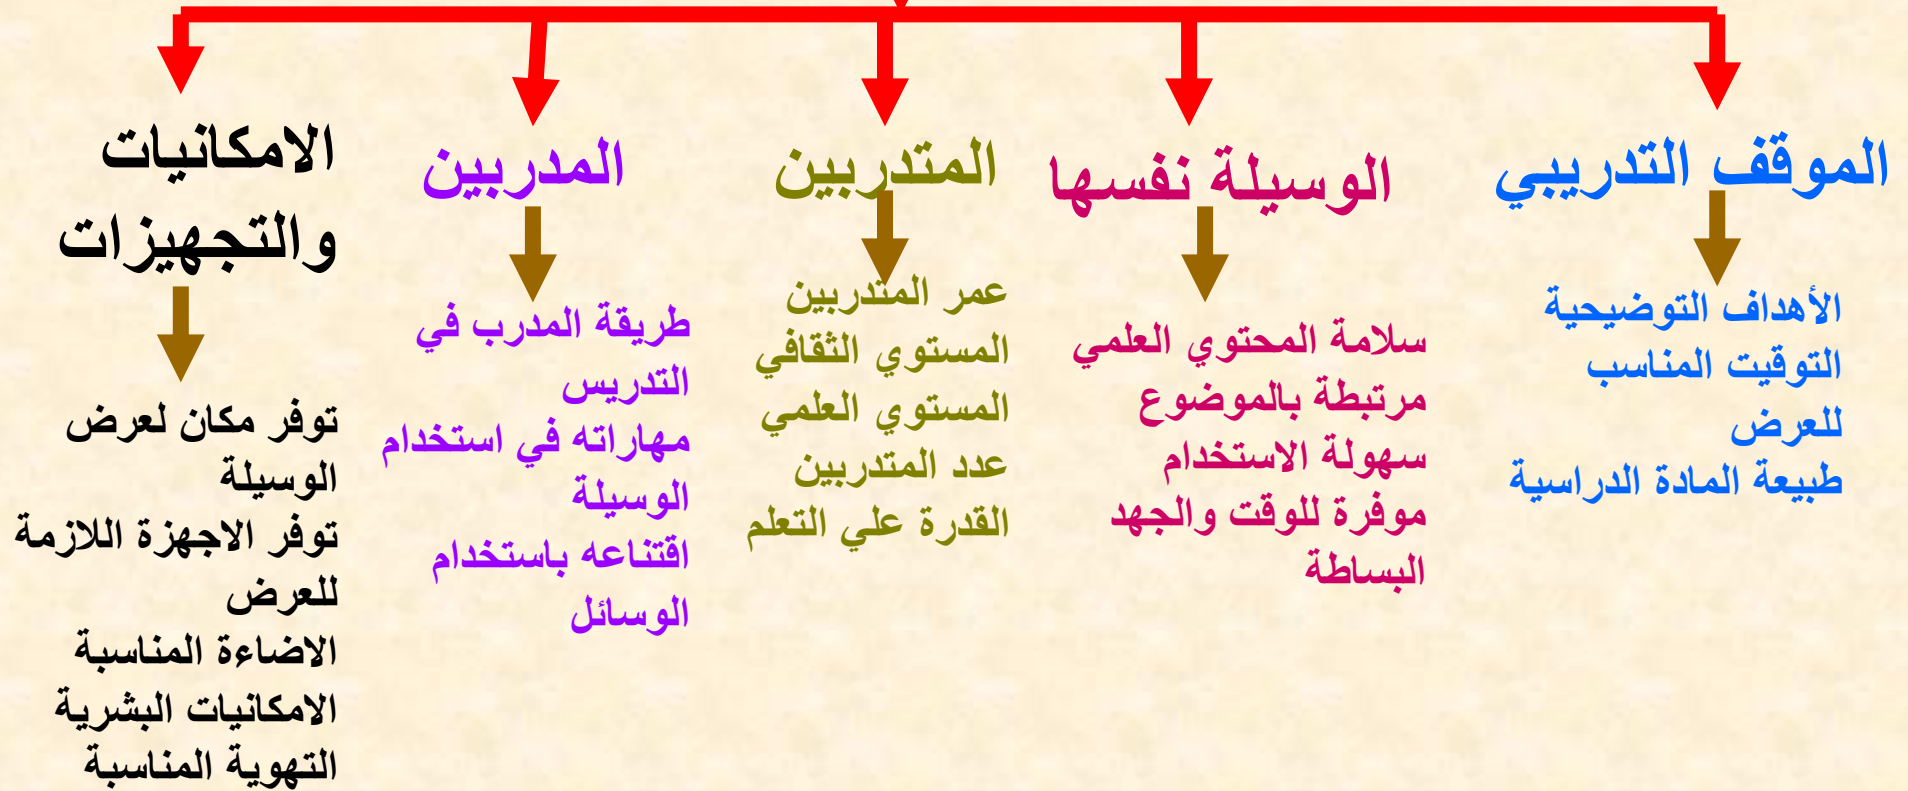 الموقف التدريبي
الأهداف التوضيحية
التوقيت المناسب
للعرض
طبيعة المادة الدراسية
الوسيلة نفسها
سلامة المحتوي العلمي
مرتبطة بالموضوع
سهولة الاستخدام
موفرة للوقت والجهد
البساطة
المتدربين
عمر المتدربين
المستوي الثقافي
المستوي العلمي
عدد المتدربين
القدرة علي التعلم
المدربين
طريقة المدرب في
التدريس
مهاراته في استخدام
الوسيلة
اقتناعه باستخدام
الوسائل
الامكانيات
والتجهيزات
توفر مكان لعرض
الوسيلة
توفر الاجهزة اللازمة
للعرض
الاضاءة المناسبة
الامكانيات البشرية
التهوية المناسبة